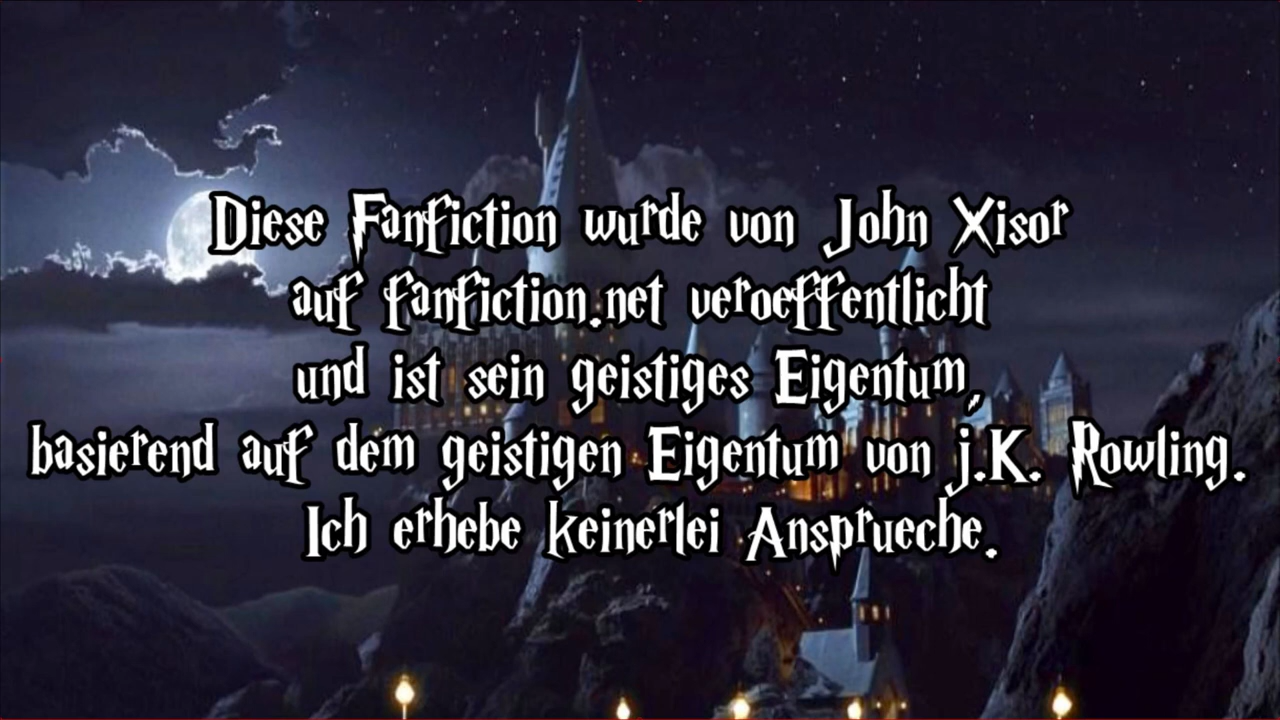 Diese Fanfiction wurde von John Xisor
auf fanfiction.net veroeffentlicht
und ist sein geistiges Eigentum,
basierend auf dem geistigen Eigentum von j.K. Rowling.
Ich erhebe keinerlei Ansprueche.